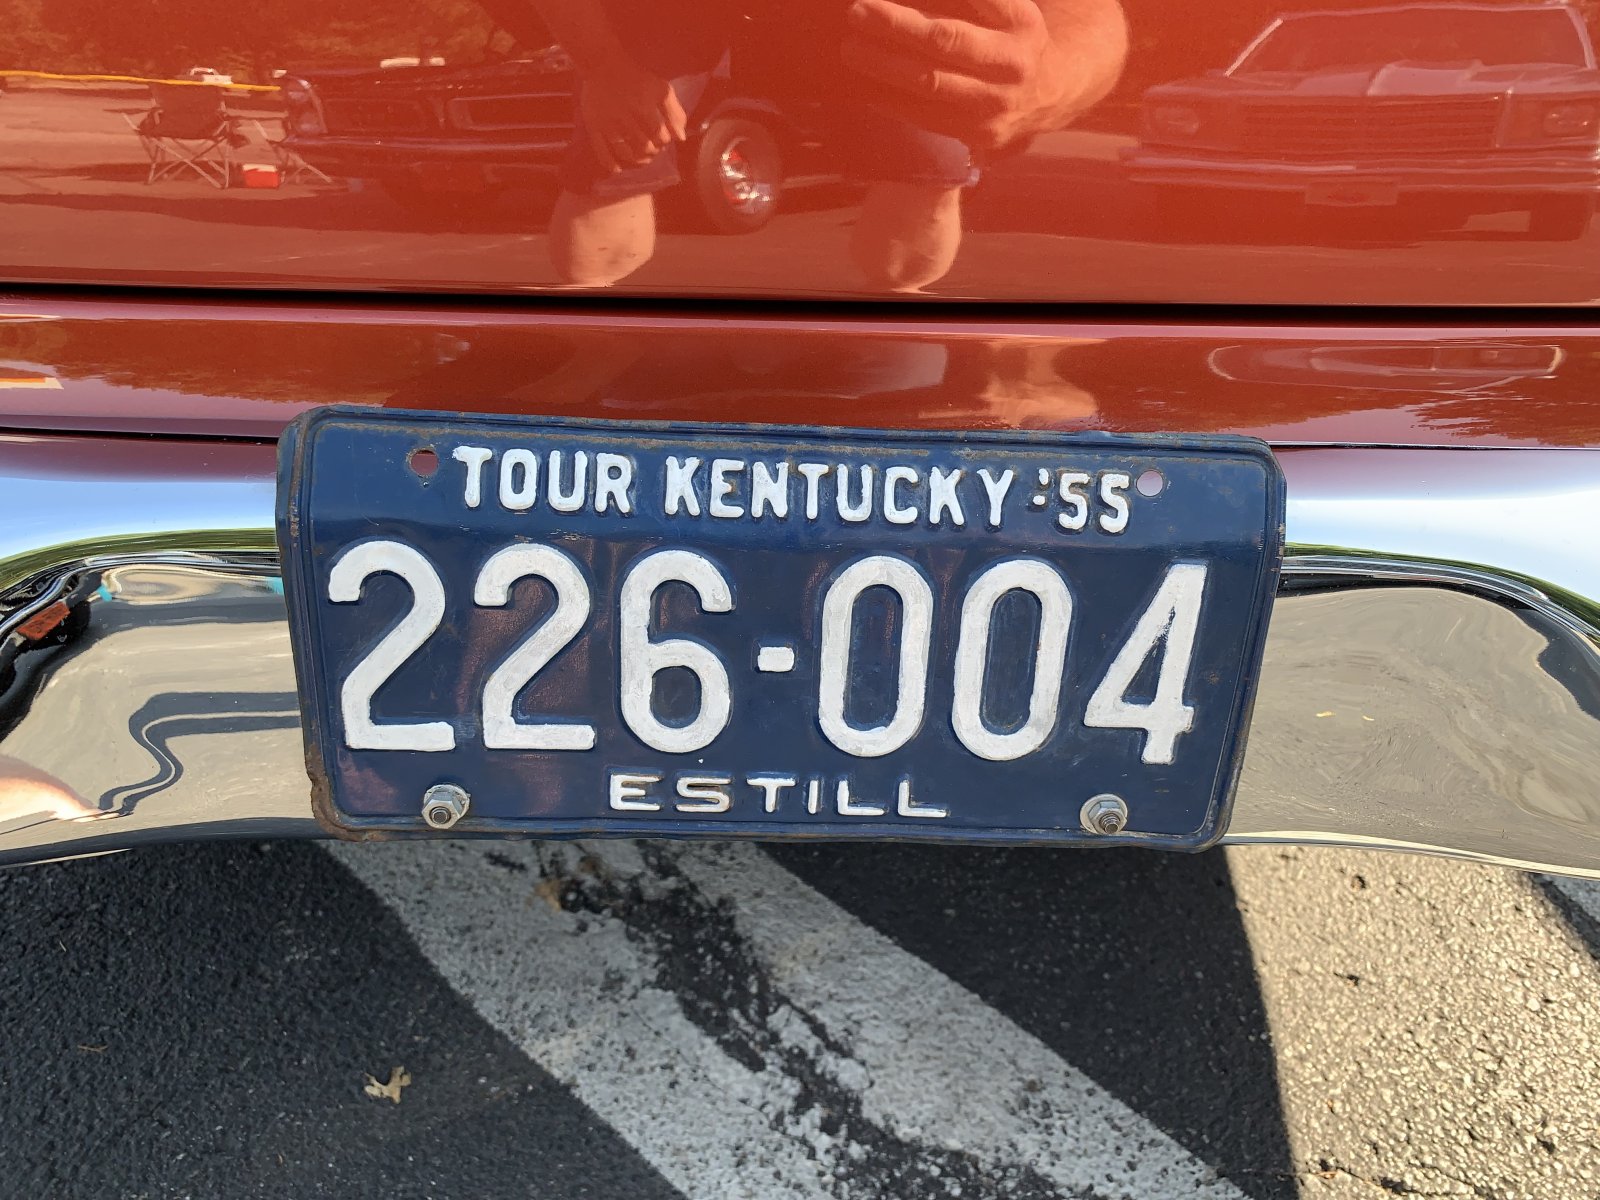 TOUR KENTUCKY '55
226-004
ESTILL